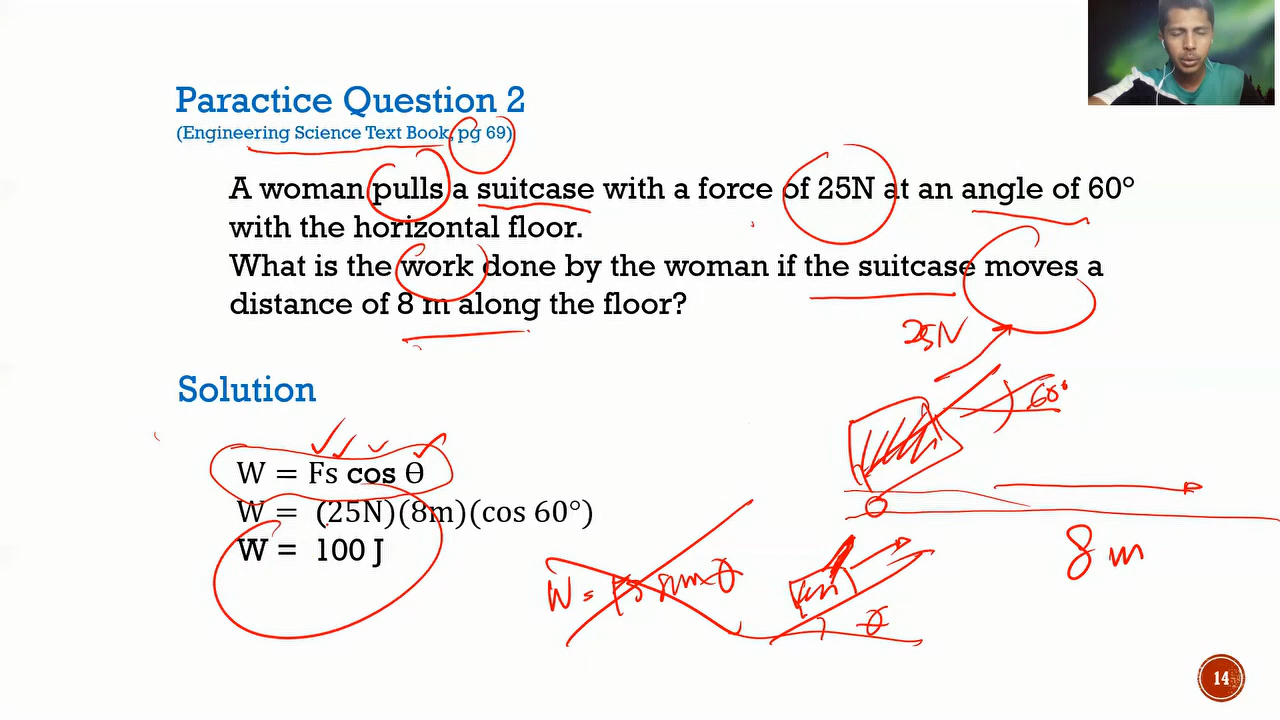 Paractice Question 2
(Engineering Science Text Book, pg 69)
A woman pulls a suitcase with a force of 25N at an angle of 60°
with the horizontal floor.
What is the work done by the woman if the suitcase moves a
distance of 8 m along the floor?
25N
60°
Solution
W = Fs cos Θ
W = (25N)(8m)(cos 60°)
W = 100 J
8 m
W = Fs sin θ
θ
14